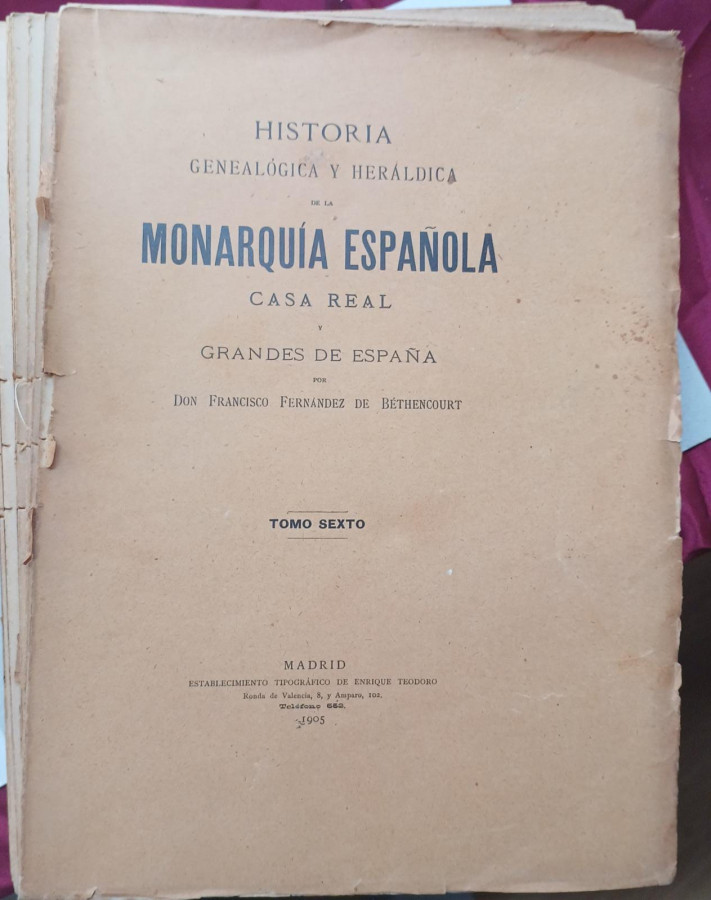 HISTORIA
GENEALÓGICA Y HERÁLDICA
DE LA
MONARQUÍA ESPAÑOLA
CASA REAL
Y
GRANDES DE ESPAÑA
POR
DON FRANCISCO FERNÁNDEZ DE BÉTHENCOURT
TOMO SEXTO
MADRID
ESTABLECIMIENTO TIPOGRÁFICO DE ENRIQUE TEODORO
Ronda de Valencia, 8, y Amparo, 102.
Teléfono 552.
1905